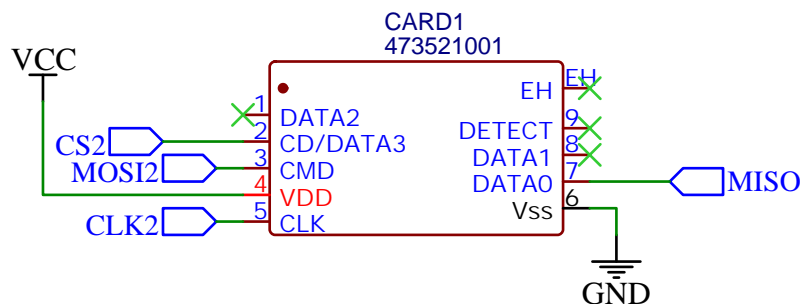 CARD1
473521001
VCC
EH
EH
1
DATA2
9
DETECT
CS2
2
CD/DATA3
8
DATA1
MOSI2
3
CMD
7
DATA0
MISO
4
VDD
6
Vss
CLK2
5
CLK
GND